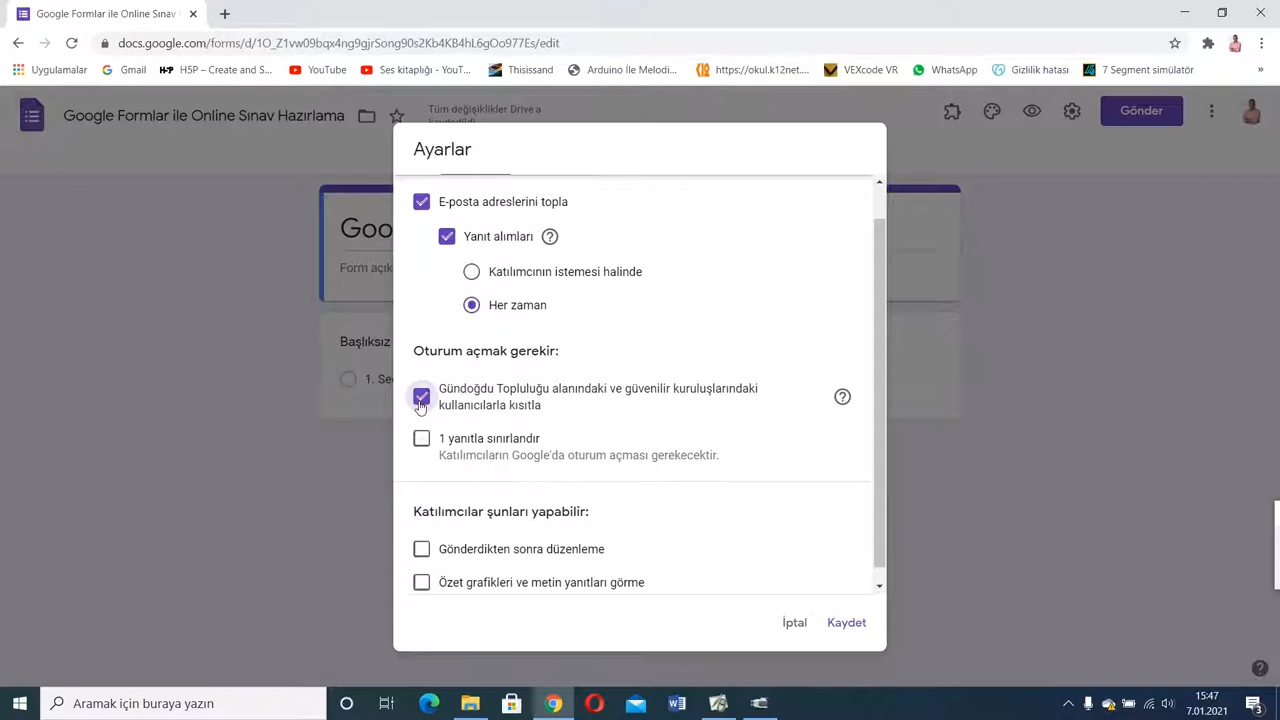 Google Formlar ile Online Sınav
docs.google.com/forms/d/1O_Z1vw09bqx4ng9gjrSong90s2Kb4KB4hL6gOo977Es/edit
Uygulamalar Gmail H5P – Create and S... YouTube Ses kitaplığı - YouT... Thisissand Arduino İle Melodi... https://okul.k12net.... VEXcode VR WhatsApp Gizlilik hatası 7 Segment simülatör »
Google Formlar ile Online Sınav Hazırlama
Tüm değişiklikler Drive'a
kaydedildi
Gönder
Ayarlar
E-posta adreslerini topla
Yanıt alımları
Katılımcının istemesi halinde
Her zaman
Oturum açmak gerekir:
Gündoğdu Topluluğu alanındaki ve güvenilir kuruluşlarındaki
kullanıcılarla kısıtla
1 yanıtla sınırlandır
Katılımcıların Google'da oturum açması gerekecektir.
Katılımcılar şunları yapabilir:
Gönderdikten sonra düzenleme
Özet grafikleri ve metin yanıtları görme
İptal Kaydet
Goo
Form açık
Başlıksız
1. Se
Aramak için buraya yazın
15:47
7.01.2021
3